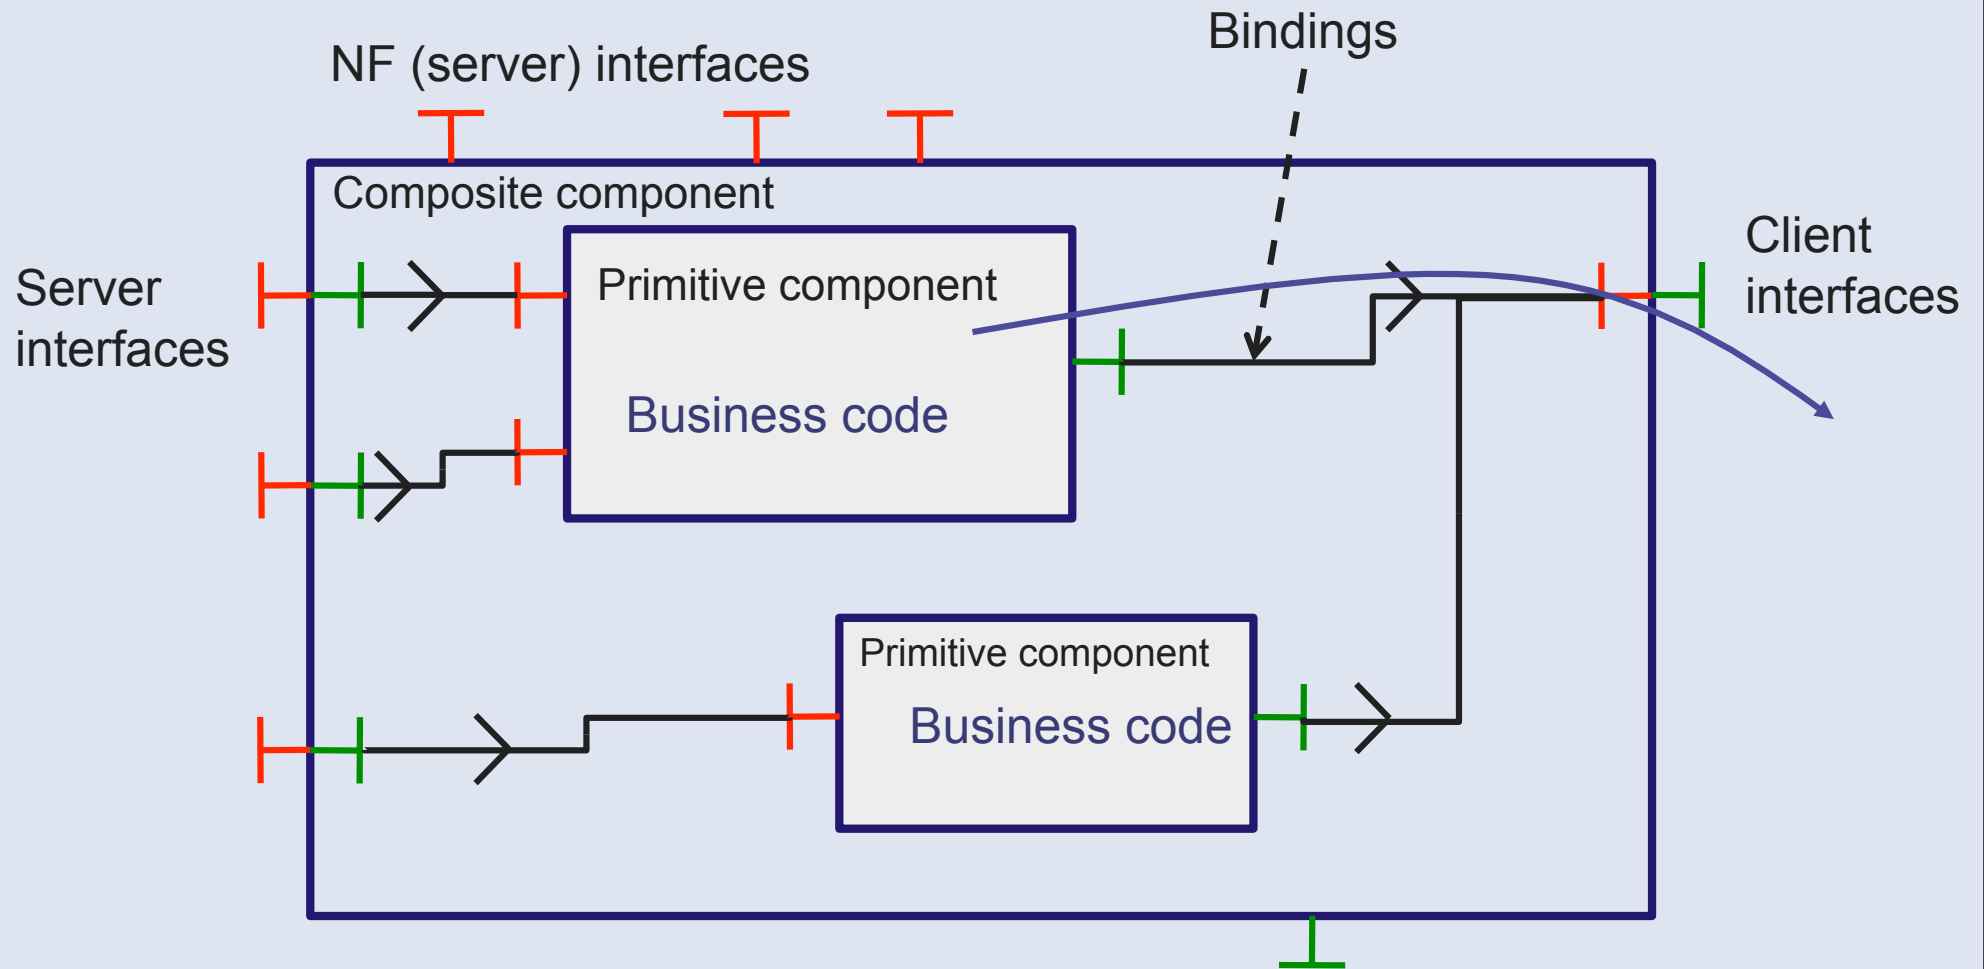 Bindings
NF (server) interfaces
Composite component
Server
interfaces
Primitive component
Business code
Client
interfaces
Primitive component
Business code